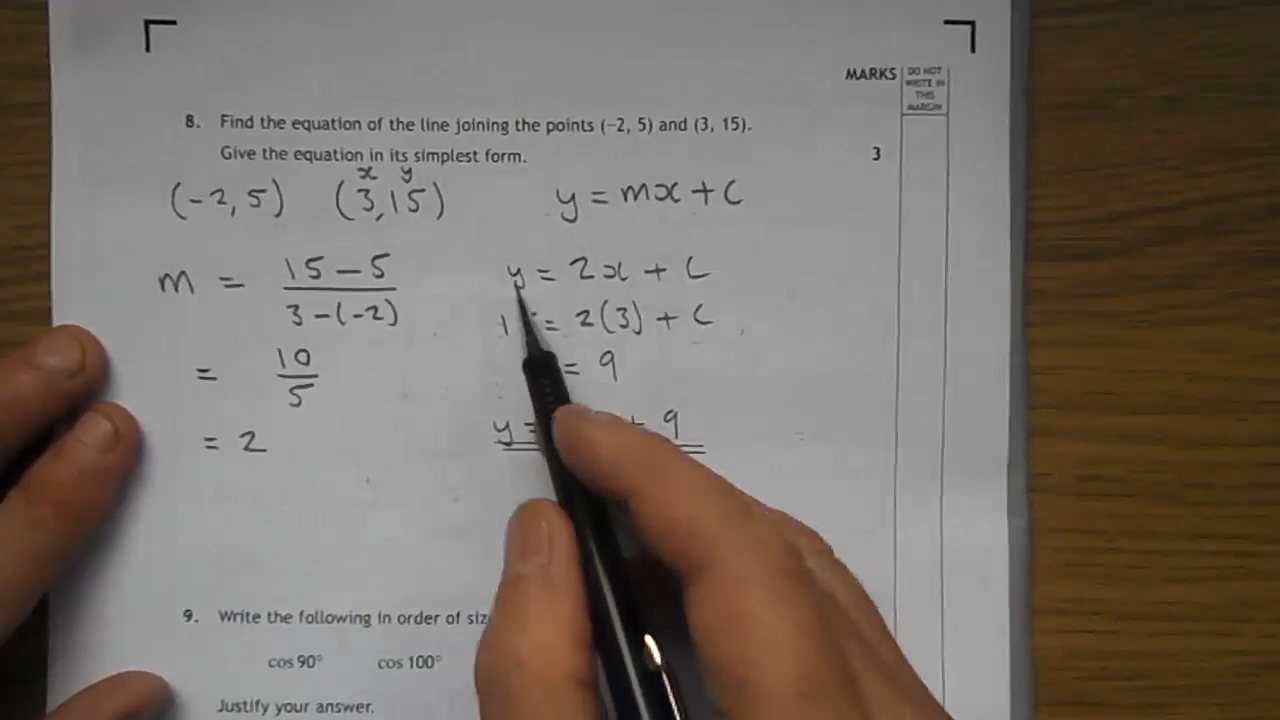 MARKS
DO NOT
WRITE IN
THIS
MARGIN
8. Find the equation of the line joining the points (−2, 5) and (3, 15).
Give the equation in its simplest form. 3
x y
(-2, 5) (3, 15) y = mx + c
m = 15 - 5 / 3 - (-2)
y = 2x + c
= 2(3) + c
= 10/5
= 9
= 2
y = + 9
9. Write the following in order of
cos 90° cos 100°
Justify your answer.